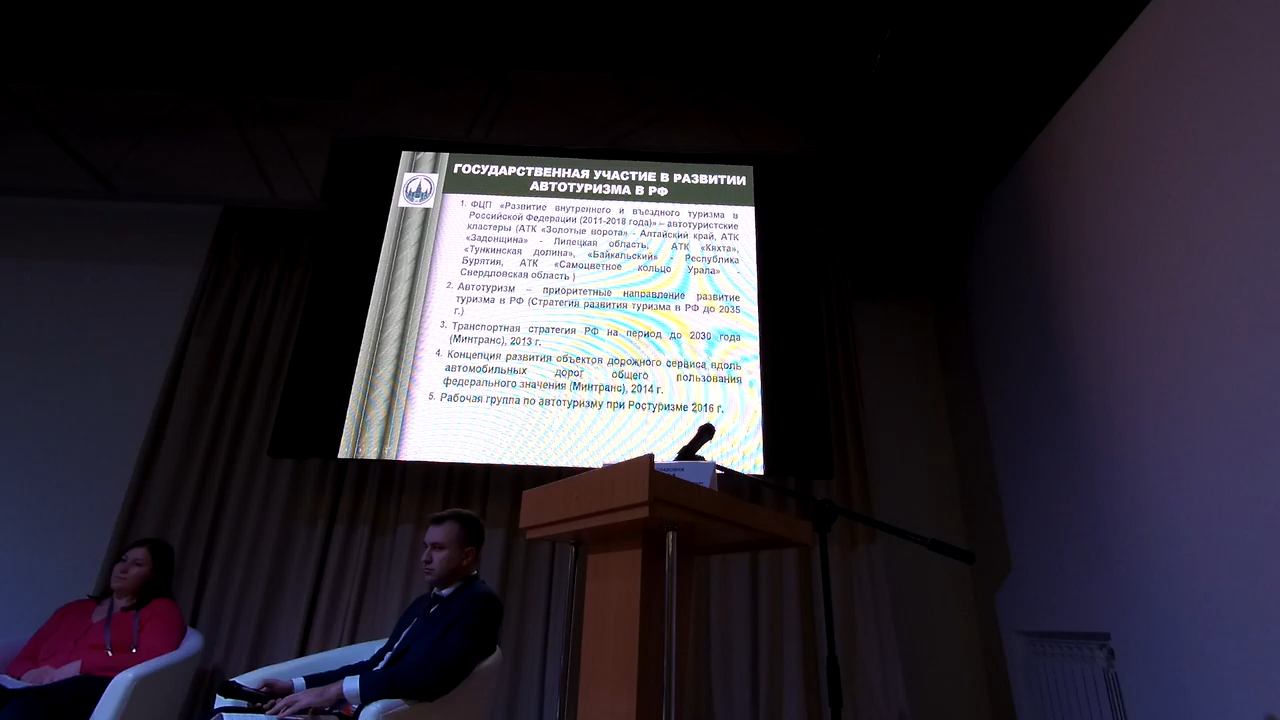 ГОСУДАРСТВЕННАЯ УЧАСТИЕ В РАЗВИТИИ
АВТОТУРИЗМА В РФ
1. ФЦП «Развитие внутреннего и въездного туризма в
Российской Федерации (2011-2018 года)» – автотуристские
кластеры (АТК «Золотые ворота» - Алтайский край, АТК
«Задонщина» - Липецкая область, АТК «Кяхта»,
«Тункинская долина», «Байкальский» - Республика
Бурятия, АТК «Самоцветное кольцо Урала» -
Свердловская область )
2. Автотуризм – приоритетные направление развитие
туризма в РФ (Стратегия развития туризма в РФ до 2035
г.)
3. Транспортная стратегия РФ на период до 2030 года
(Минтранс), 2013 г.
4. Концепция развития объектов дорожного сервиса вдоль
автомобильных дорог общего пользования
федерального значения (Минтранс), 2014 г.
5. Рабочая группа по автотуризму при Ростуризме 2016 г.